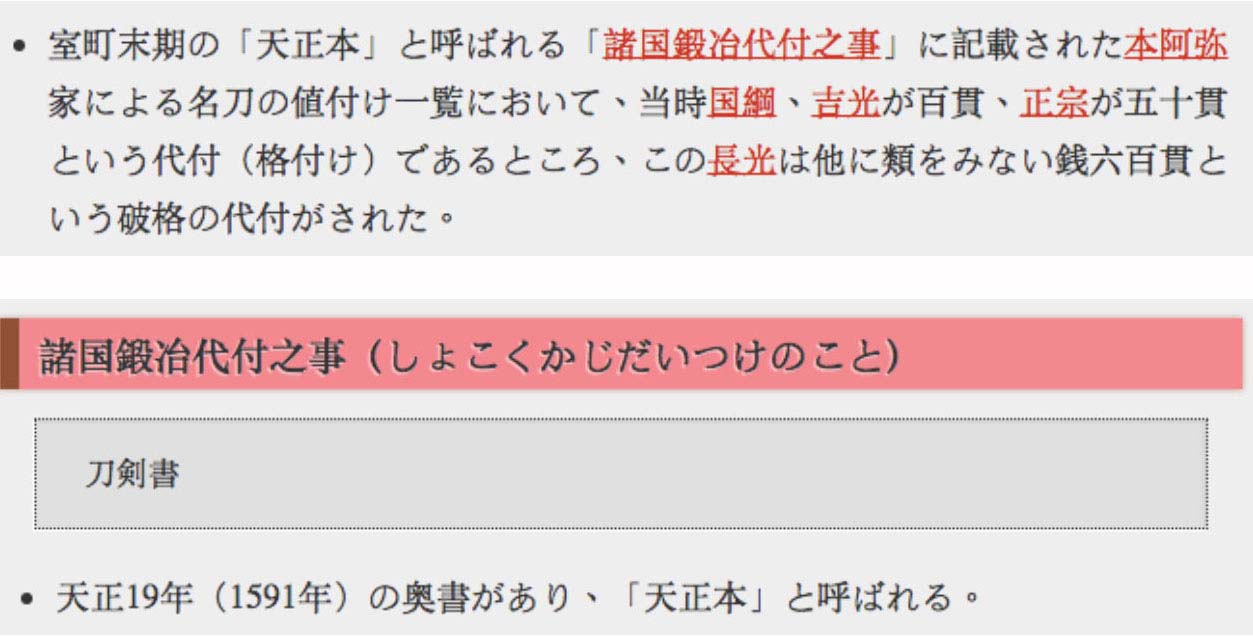 • 室町末期の「天正本」と呼ばれる「諸国鍛冶代付之事」に記載された本阿弥
家による名刀の値付け一覧において、当時国綱、吉光が百貫、正宗が五十貫
という代付（格付け）であるところ、この長光は他に類をみない銭六百貫と
いう破格の代付がされた。
諸国鍛冶代付之事（しょこくかじだいつけのこと）
刀剣書
• 天正19年（1591年）の奥書があり、「天正本」と呼ばれる。